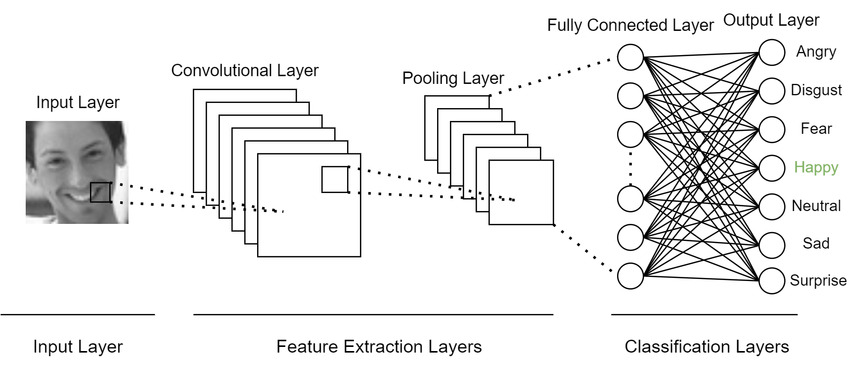 Fully Connected Layer
Output Layer
Convolutional Layer
Pooling Layer
Input Layer
Angry
Disgust
Fear
Happy
Neutral
Sad
Surprise
Input Layer
Feature Extraction Layers
Classification Layers